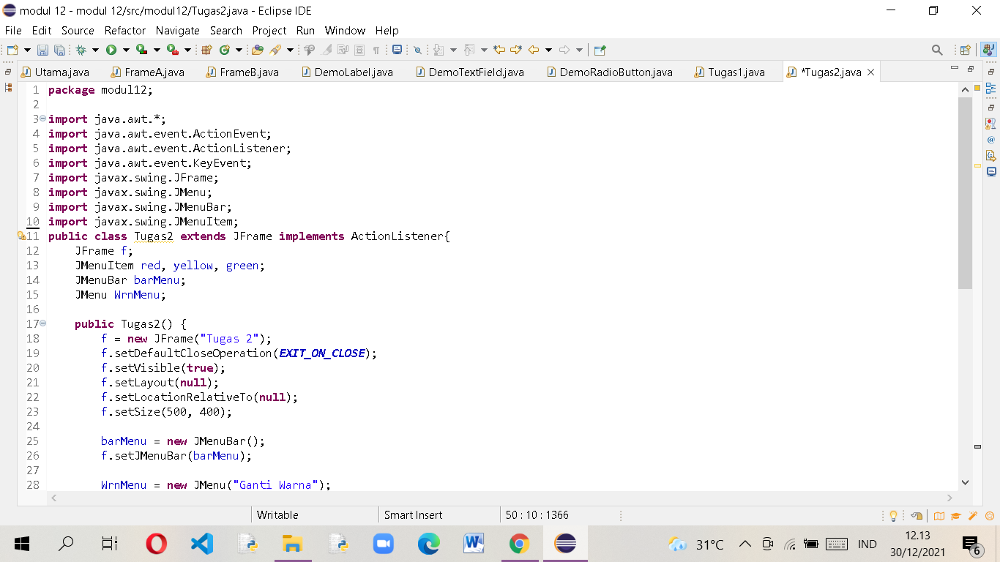 modul 12 - modul 12/src/modul12/Tugas2.java - Eclipse IDE
File Edit Source Refactor Navigate Search Project Run Window Help
Utama.java FrameA.java FrameB.java DemoLabel.java DemoTextField.java DemoRadioButton.java Tugas1.java *Tugas2.java
1 package modul12;
2
3 import java.awt.*;
4 import java.awt.event.ActionEvent;
5 import java.awt.event.ActionListener;
6 import java.awt.event.KeyEvent;
7 import javax.swing.JFrame;
8 import javax.swing.JMenu;
9 import javax.swing.JMenuBar;
10 import javax.swing.JMenuItem;
11 public class Tugas2 extends JFrame implements ActionListener{
12 JFrame f;
13 JMenuItem red, yellow, green;
14 JMenuBar barMenu;
15 JMenu WrnMenu;
16
17 public Tugas2() {
18 f = new JFrame("Tugas 2");
19 f.setDefaultCloseOperation(EXIT_ON_CLOSE);
20 f.setVisible(true);
21 f.setLayout(null);
22 f.setLocationRelativeTo(null);
23 f.setSize(500, 400);
24
25 barMenu = new JMenuBar();
26 f.setJMenuBar(barMenu);
27
28 WrnMenu = new JMenu("Ganti Warna");
Writable Smart Insert 50 : 10 : 1366
31°C IND 12.13
30/12/2021 6